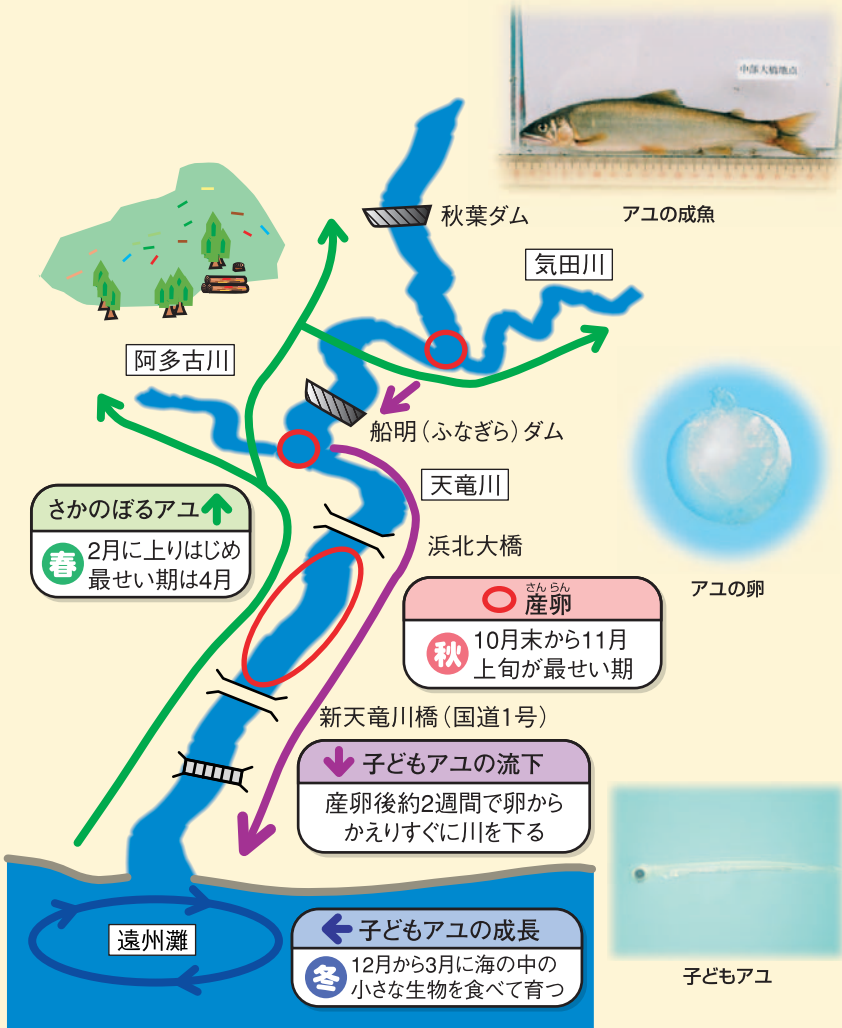 中部大橋地点
アユの成魚
秋葉ダム
気田川
阿多古川
船明（ふなぎら）ダム
天竜川
浜北大橋
さかのぼるアユ
春
2月に上りはじめ
最せい期は4月
アユの卵
さんらん
産卵
秋
10月末から11月
上旬が最せい期
新天竜川橋（国道1号）
子どもアユの流下
産卵後約2週間で卵から
かえりすぐに川を下る
遠州灘
子どもアユの成長
冬
12月から3月に海の中の
小さな生物を食べて育つ
子どもアユ